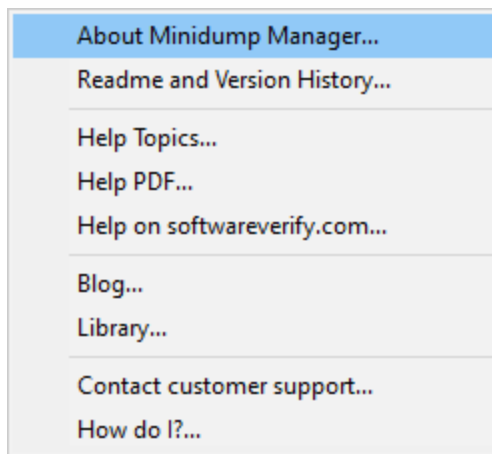 About Minidump Manager...
Readme and Version History...
Help Topics...
Help PDF...
Help on softwareverify.com...
Blog...
Library...
Contact customer support...
How do I?...